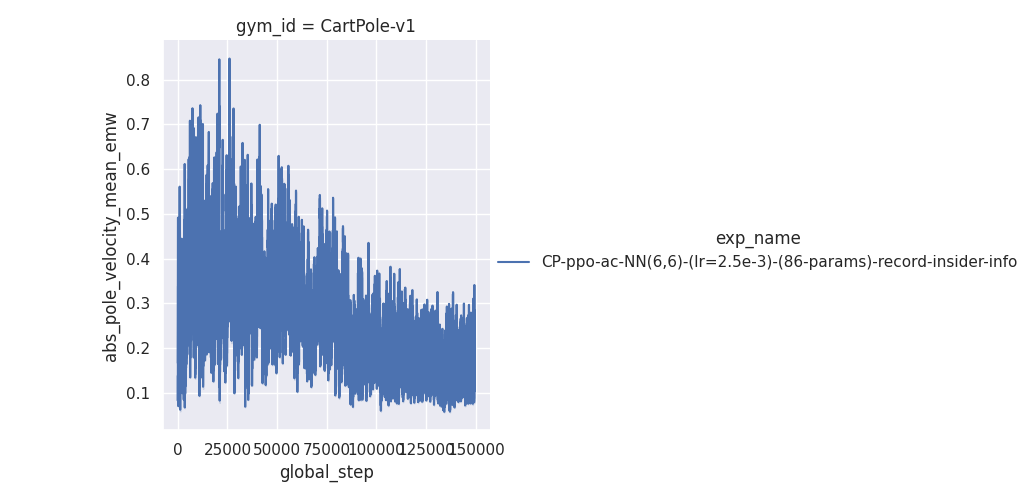 gym_id = CartPole-v1
abs_pole_velocity_mean_emw
0.8
0.7
0.6
0.5
0.4
0.3
0.2
0.1
0 25000 50000 75000 100000 125000 150000
global_step
exp_name
CP-ppo-ac-NN(6,6)-(lr=2.5e-3)-(86-params)-record-insider-info